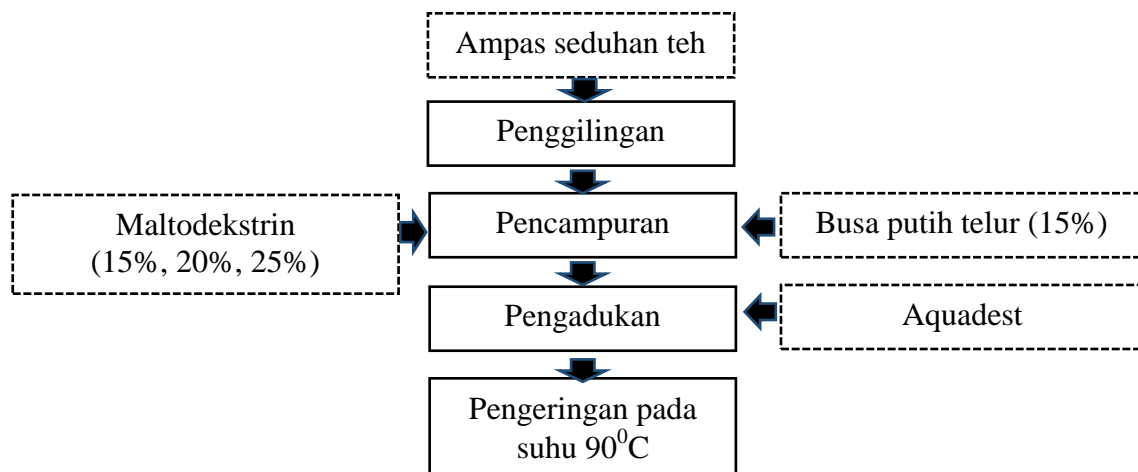 Ampas seduhan teh
Penggilingan
Maltodekstrin
(15%, 20%, 25%)
Pencampuran
Busa putih telur (15%)
Pengadukan
Aquadest
Pengeringan pada
suhu 90⁰C